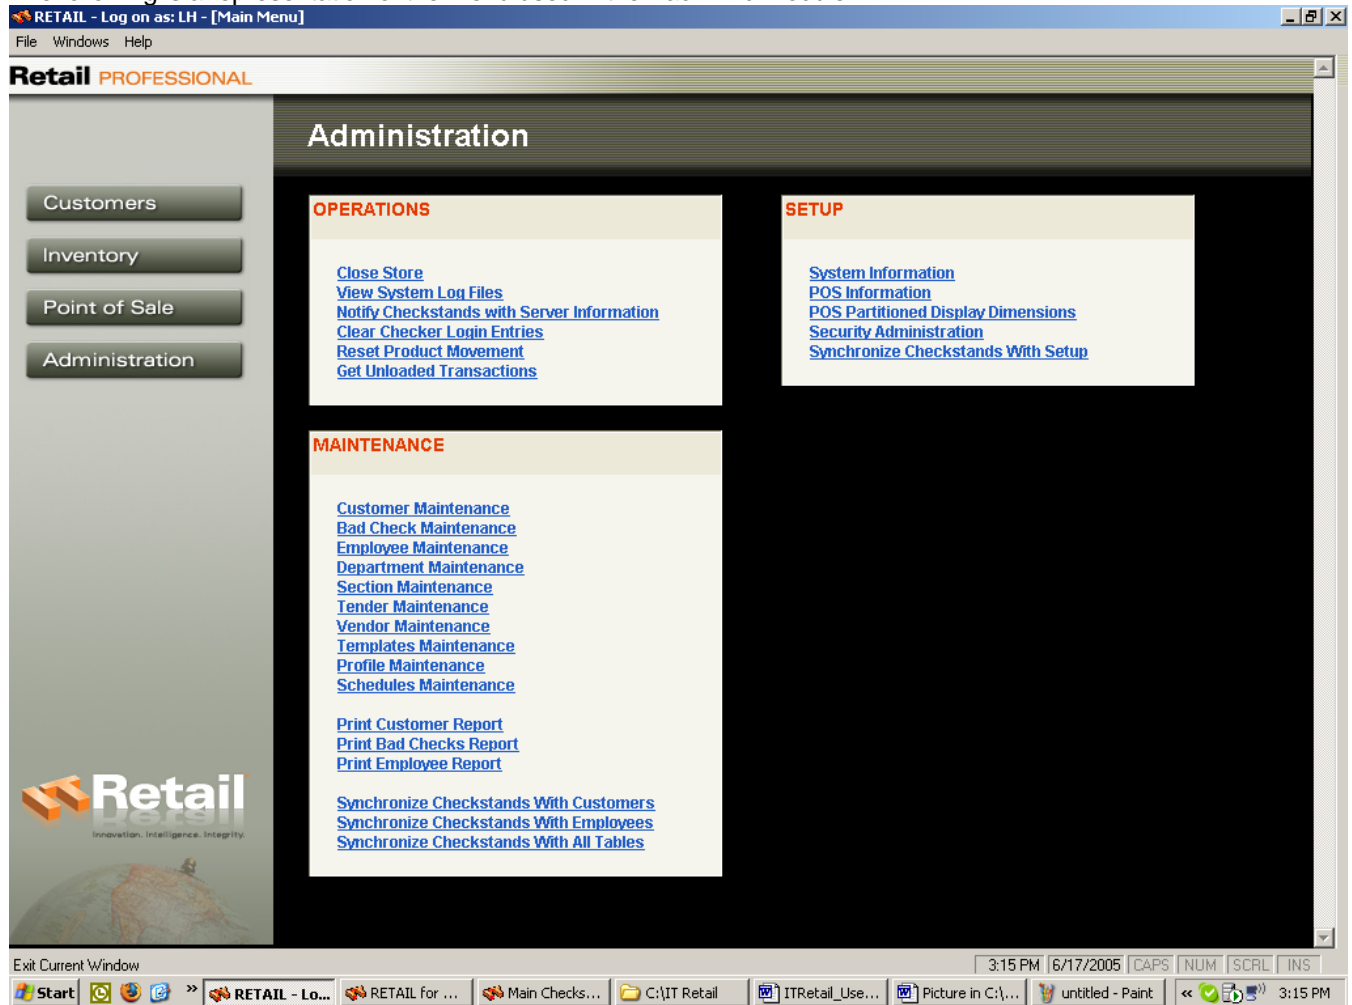 RETAIL - Log on as: LH - [Main Menu]
File Windows Help
Retail PROFESSIONAL
Administration
Customers
Inventory
Point of Sale
Administration
OPERATIONS
Close Store
View System Log Files
Notify Checkstands with Server Information
Clear Checker Login Entries
Reset Product Movement
Get Unloaded Transactions
SETUP
System Information
POS Information
POS Partitioned Display Dimensions
Security Administration
Synchronize Checkstands With Setup
MAINTENANCE
Customer Maintenance
Bad Check Maintenance
Employee Maintenance
Department Maintenance
Section Maintenance
Tender Maintenance
Vendor Maintenance
Templates Maintenance
Profile Maintenance
Schedules Maintenance
Print Customer Report
Print Bad Checks Report
Print Employee Report
Synchronize Checkstands With Customers
Synchronize Checkstands With Employees
Synchronize Checkstands With All Tables
Retail
Innovation. Intelligence. Integrity.
Exit Current Window
3:15 PM 6/17/2005 CAPS NUM SCRL INS
Start » RETAIL - Lo... RETAIL for ... Main Checks... C:\IT Retail ITRetail_Use... Picture in C:\... untitled - Paint « 3:15 PM